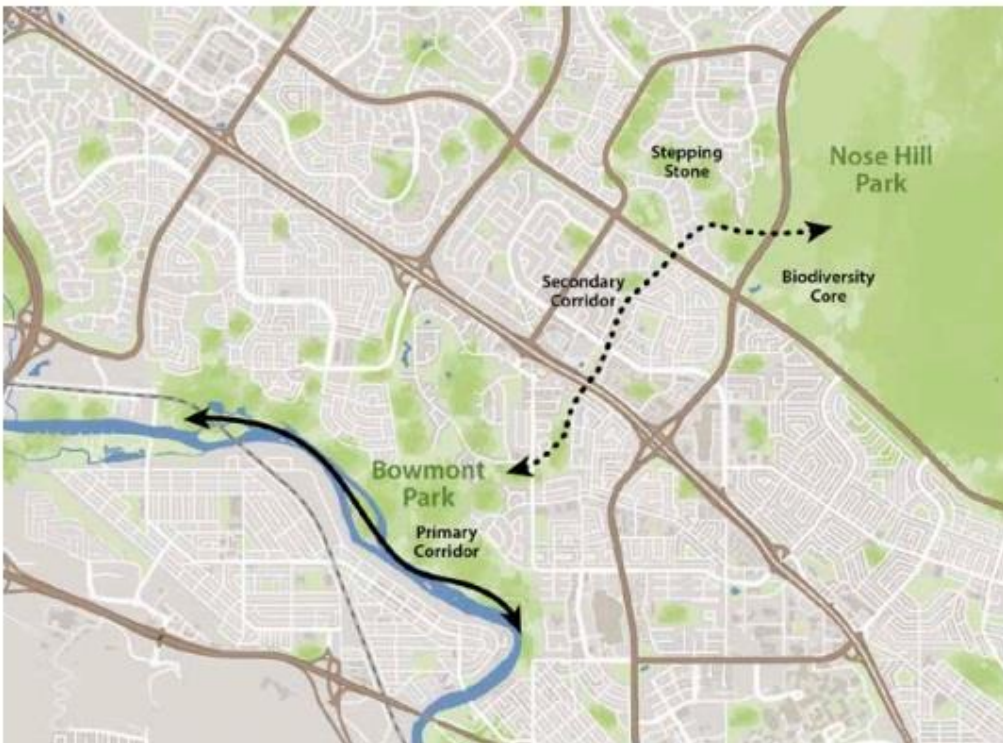 Stepping
Stone
Nose Hill
Park
Secondary
Corridor
Biodiversity
Core
Bowmont
Park
Primary
Corridor